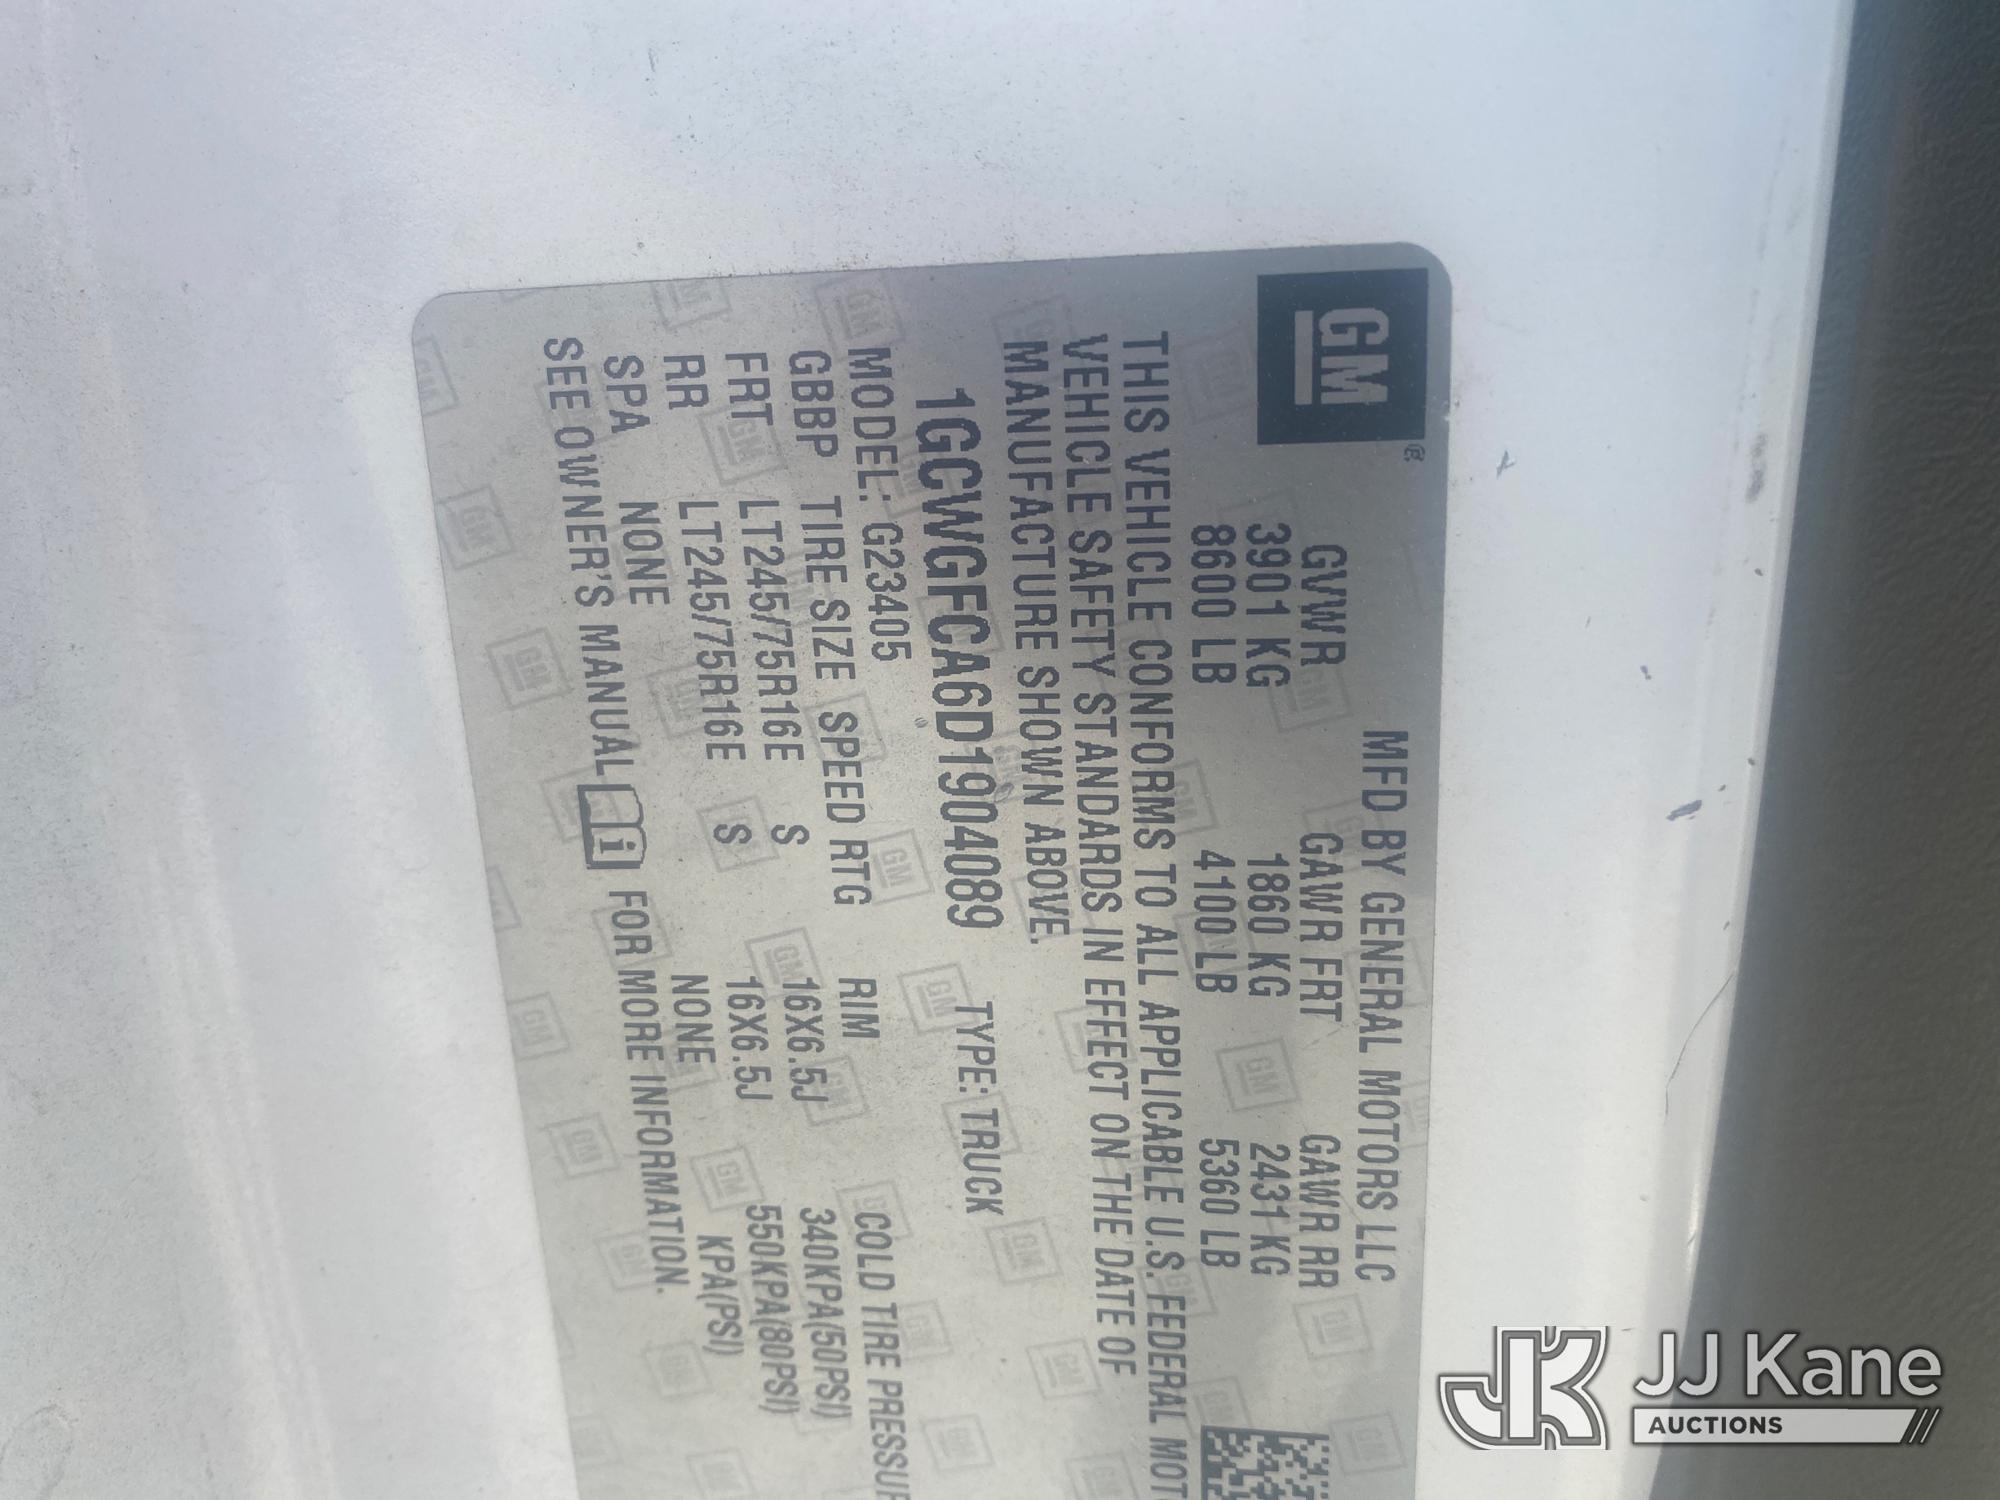 GM
®
MFD BY GENERAL MOTORS LLC
GVWR GAWR FRT GAWR RR
3901 KG 1860 KG 2431 KG
8600 LB 4100 LB 5360 LB
THIS VEHICLE CONFORMS TO ALL APPLICABLE U.S. FEDERAL MOT
VEHICLE SAFETY STANDARDS IN EFFECT ON THE DATE OF
MANUFACTURE SHOWN ABOVE.
1GCWGFCA6D1904089 TYPE: TRUCK
MODEL: G23405
GBBP TIRE SIZE SPEED RTG RIM COLD TIRE PRESSUR
FRT LT245/75R16E S 16X6.5J 340KPA(50PSI)
RR LT245/75R16E S 16X6.5J 550KPA(80PSI)
SPA NONE NONE KPA(PSI)
SEE OWNER'S MANUAL i FOR MORE INFORMATION.
JK JJ Kane
AUCTIONS